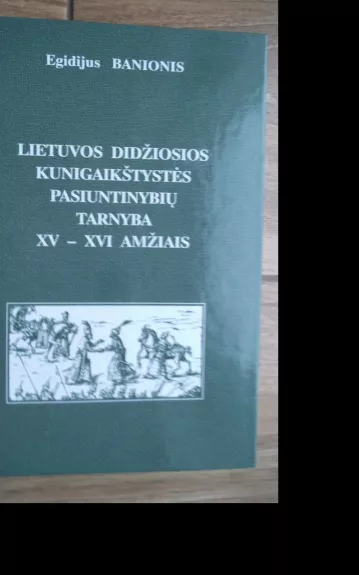 Egidijus BANIONIS
LIETUVOS DIDŽIOSIOS
KUNIGAIKŠTYSTĖS
PASIUNTINYBIŲ
TARNYBA
XV – XVI AMŽIAIS